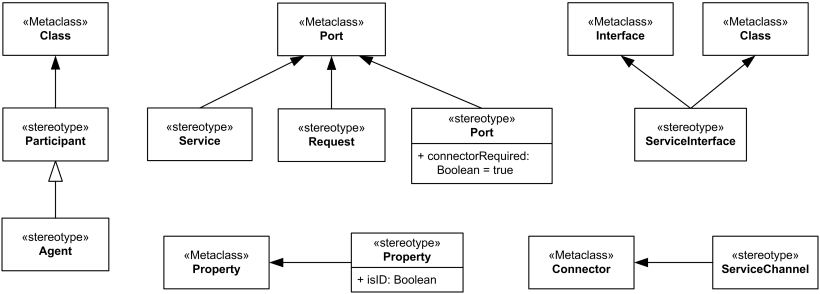 «Metaclass»
Class
«Metaclass»
Port
«Metaclass»
Interface
«Metaclass»
Class
«stereotype»
Participant
«stereotype»
Service
«stereotype»
Request
«stereotype»
Port
+ connectorRequired:
Boolean = true
«stereotype»
ServiceInterface
«stereotype»
Agent
«Metaclass»
Property
«stereotype»
Property
+ isID: Boolean
«Metaclass»
Connector
«stereotype»
ServiceChannel